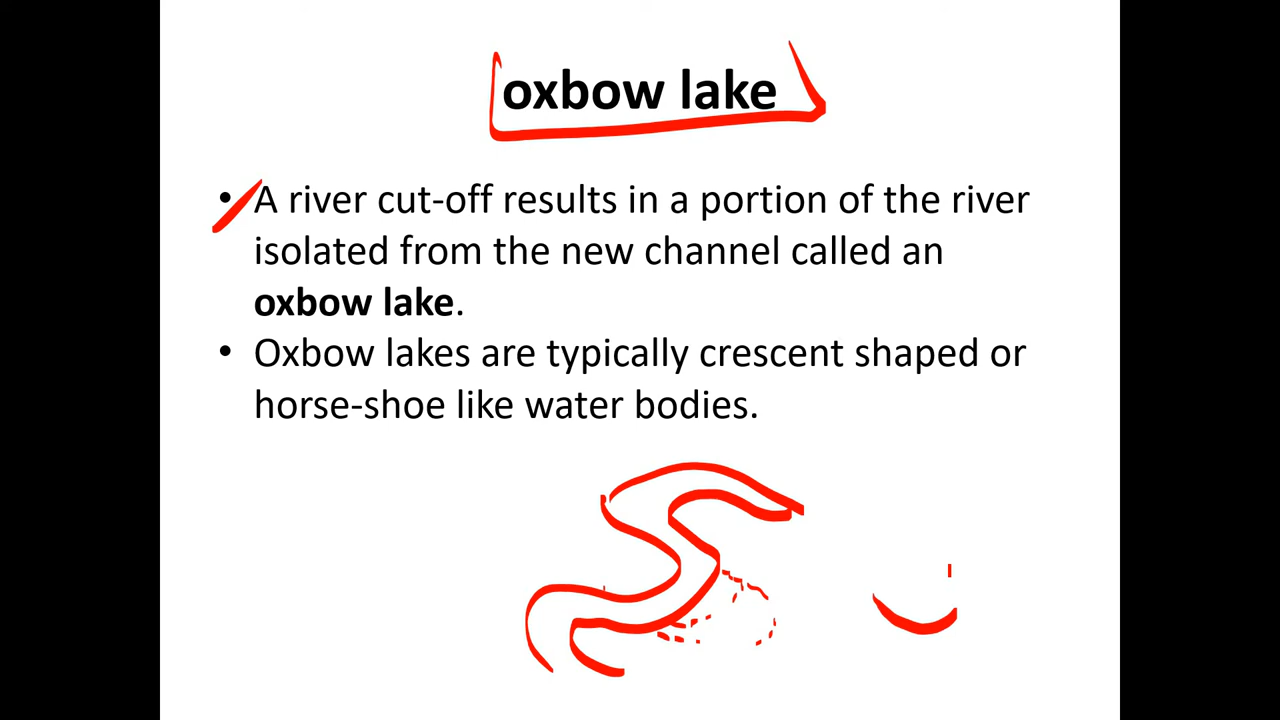 oxbow lake
• A river cut-off results in a portion of the river
isolated from the new channel called an
oxbow lake.
• Oxbow lakes are typically crescent shaped or
horse-shoe like water bodies.